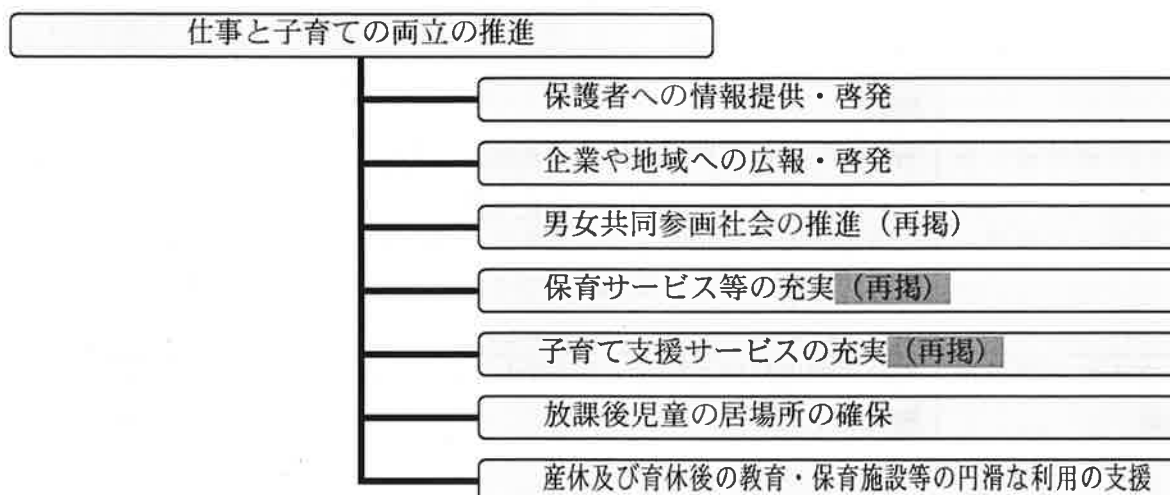 仕事と子育ての両立の推進
保護者への情報提供・啓発
企業や地域への広報・啓発
男女共同参画社会の推進（再掲）
保育サービス等の充実（再掲）
子育て支援サービスの充実（再掲）
放課後児童の居場所の確保
産休及び育休後の教育・保育施設等の円滑な利用の支援